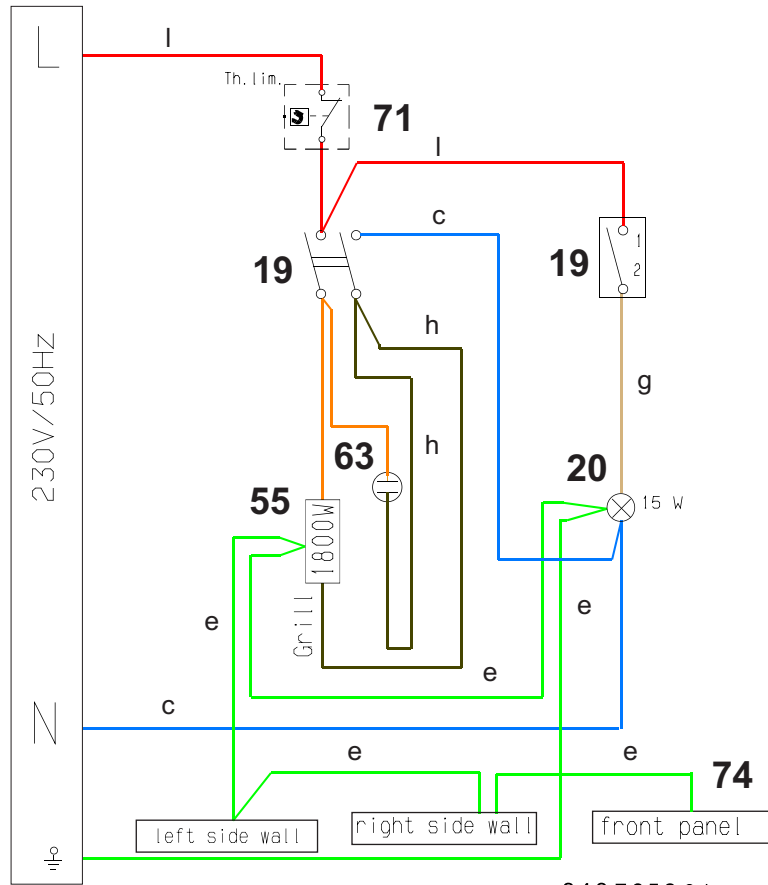 L
l
Th.lim.
71
l
c
19
19
1
2
h
230V/50Hz
g
63
h
20
55
15 W
1800W
Grill
e
e
e
N
c
e
e
74
left side wall
right side wall
front panel